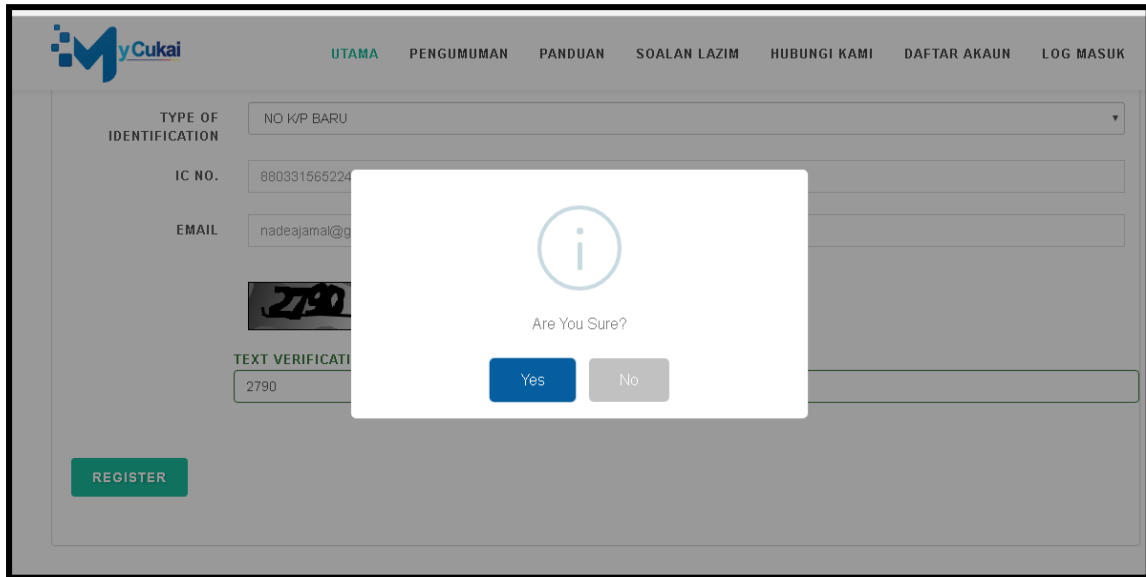 MyCukai
UTAMA PENGUMUMAN PANDUAN SOALAN LAZIM HUBUNGI KAMI DAFTAR AKAUN LOG MASUK
TYPE OF
IDENTIFICATION
NO K/P BARU
IC NO.
880331565224
EMAIL
nadeajamal@g
2790
Are You Sure?
Yes No
TEXT VERIFICATI
2790
REGISTER